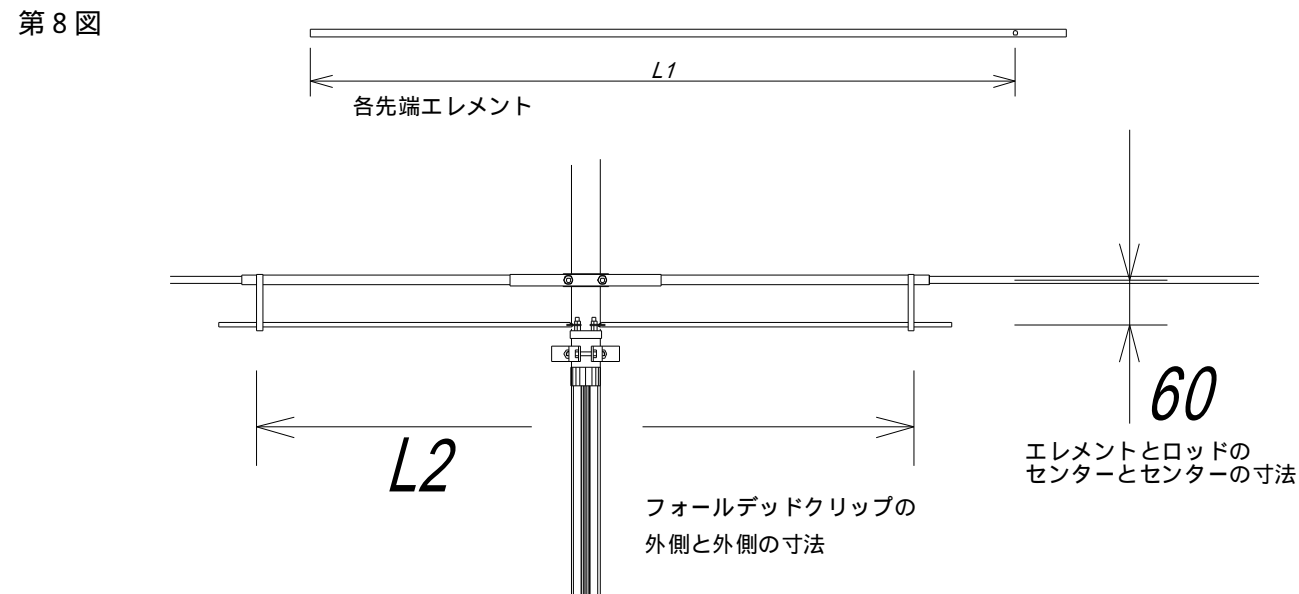 第8図
L1
各先端エレメント
60
L2
エレメントとロッドの
センターとセンターの寸法
フォールデッドクリップの
外側と外側の寸法